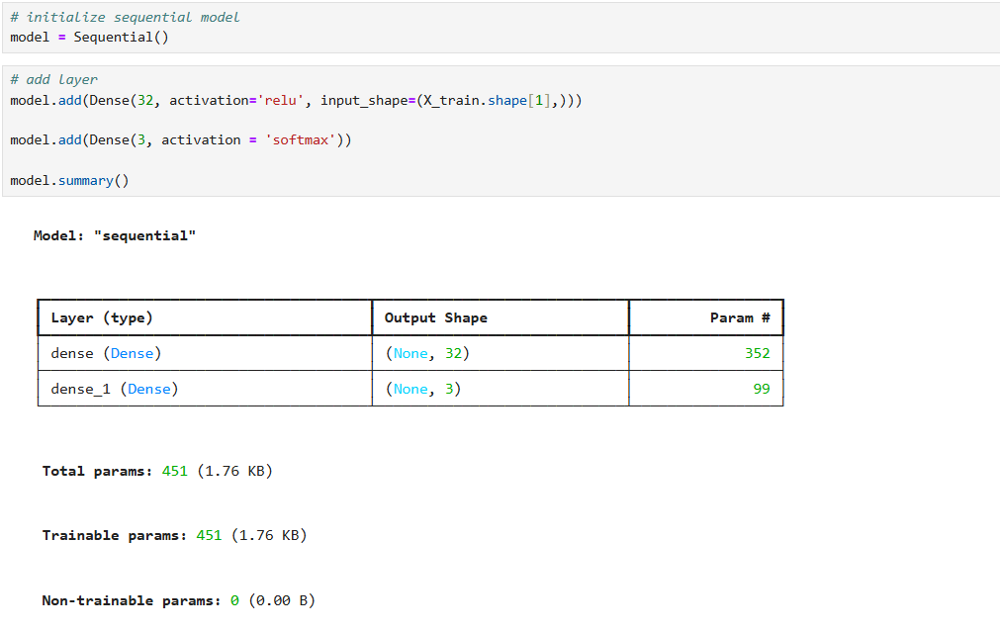 # initialize sequential model
model = Sequential()
# add layer
model.add(Dense(32, activation='relu', input_shape=(X_train.shape[1],)))
model.add(Dense(3, activation = 'softmax'))
model.summary()
Model: "sequential"
Layer (type) Output Shape Param #
dense (Dense) (None, 32) 352
dense_1 (Dense) (None, 3) 99
Total params: 451 (1.76 KB)
Trainable params: 451 (1.76 KB)
Non-trainable params: 0 (0.00 B)